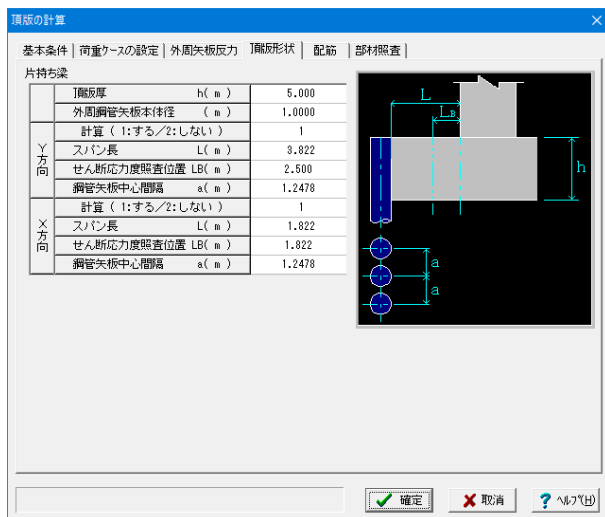 頂版の計算
基本条件 荷重ケースの設定 外周矢板反力 頂版形状 配筋 部材照査
片持ち梁
頂版厚 h( m ) 5.000
外周鋼管矢板本体径 ( m ) 1.0000
Y方向
計算 ( 1:する/2:しない ) 1
スパン長 L( m ) 3.822
せん断応力度照査位置 LB( m ) 2.500
鋼管矢板中心間隔 a( m ) 1.2478
X方向
計算 ( 1:する/2:しない ) 1
スパン長 L( m ) 1.822
せん断応力度照査位置 LB( m ) 1.822
鋼管矢板中心間隔 a( m ) 1.2478
L
LB
h
a
a
確定 取消 ヘルプ(H)